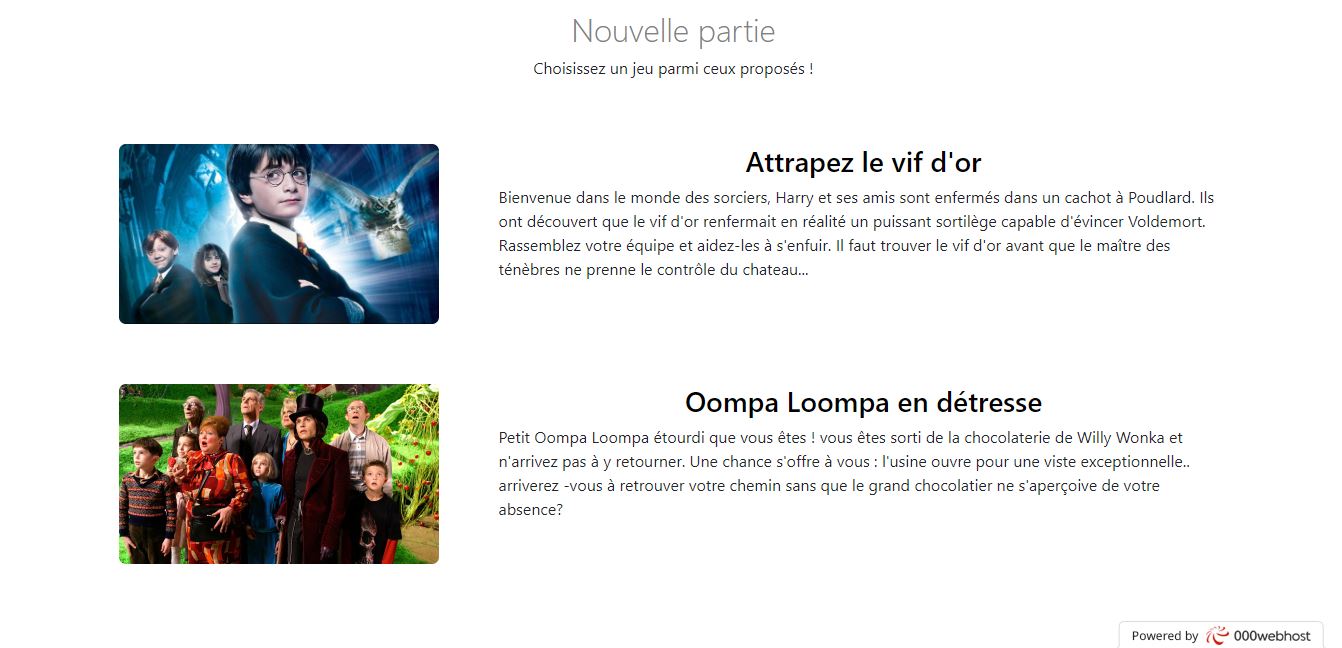 Nouvelle partie
Choisissez un jeu parmi ceux proposés !
Attrapez le vif d'or
Bienvenue dans le monde des sorciers, Harry et ses amis sont enfermés dans un cachot à Poudlard. Ils
ont découvert que le vif d'or renfermait en réalité un puissant sortilège capable d'évincer Voldemort.
Rassemblez votre équipe et aidez-les à s'enfuir. Il faut trouver le vif d'or avant que le maître des
ténèbres ne prenne le contrôle du chateau...
Oompa Loompa en détresse
Petit Oompa Loompa étourdi que vous êtes ! vous êtes sorti de la chocolaterie de Willy Wonka et
n'arrivez pas à y retourner. Une chance s'offre à vous : l'usine ouvre pour une viste exceptionnelle..
arriverez -vous à retrouver votre chemin sans que le grand chocolatier ne s'aperçoive de votre
absence?
Powered by 000webhost